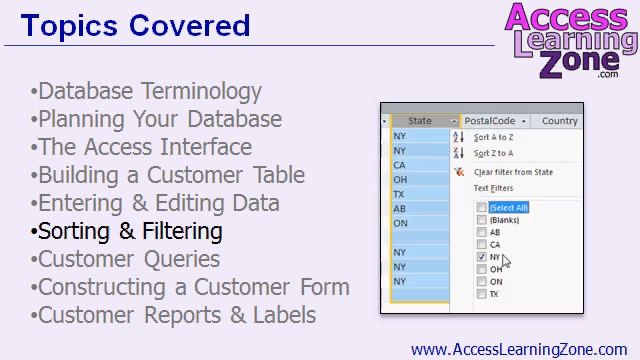 Topics Covered
Access
Learning
Zone
.com
•Database Terminology
•Planning Your Database
•The Access Interface
•Building a Customer Table
•Entering & Editing Data
•Sorting & Filtering
•Customer Queries
•Constructing a Customer Form
•Customer Reports & Labels
State PostalCode Country
NY
NY
CA
OH
TX
AB
ON
NY
NY
NY
Sort A to Z
Sort Z to A
Clear filter from State
Text Filters
(Select All)
(Blanks)
AB
CA
NY
OH
ON
TX
www.AccessLearningZone.com